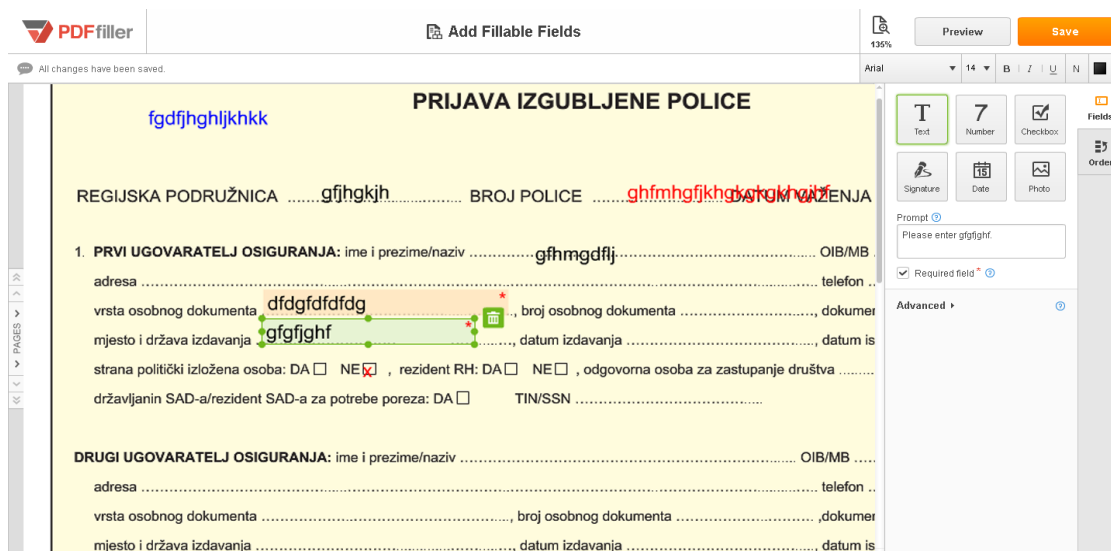 PDFfiller
Add Fillable Fields
135%
Preview
Save
All changes have been saved.
Arial
14
B I U N
PRIJAVA IZGUBLJENE POLICE
fgdfjhghljkhkk
REGIJSKA PODRUŽNICA gfjhgkjh BROJ POLICE DATUM VAŽENJA
1. PRVI UGOVARATELJ OSIGURANJA: ime i prezime/naziv gfhmgdflj OIB/MB
adresa telefon
vrsta osobnog dokumenta dfdgfdfdfdg * , broj osobnog dokumenta
mjesto i država izdavanja gfgfjghf * , datum izdavanja , datum
strana politički izložena osoba: DA NE x , rezident RH: DA NE , odgovorna osoba za zastupanje društva
državljanin SAD-a/rezident SAD-a za potrebe poreza: DA TIN/SSN
DRUGI UGOVARATELJ OSIGURANJA: ime i prezime/naziv OIB/MB
adresa telefon
vrsta osobnog dokumenta , broj osobnog dokumenta
mjesto i država izdavanja , datum izdavanja , datum
PAGES
Text
7 Number
Checkbox
Signature
15 Date
Photo
Prompt
Please enter gfgfjghf.
Required field *
Advanced
Fields
Order